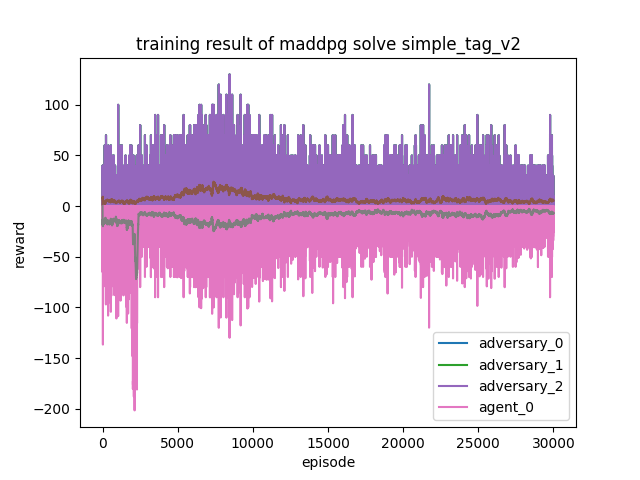 training result of maddpg solve simple_tag_v2
reward
100
50
0
−50
−100
−150
−200
adversary_0
adversary_1
adversary_2
agent_0
0 5000 10000 15000 20000 25000 30000
episode